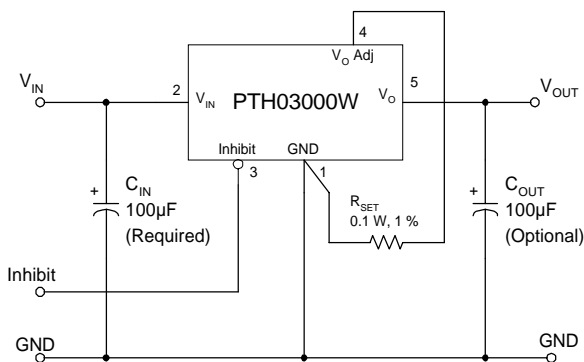 4
V_O Adj
V_IN
2
V_IN
PTH03000W
V_O
5
V_OUT
Inhibit
GND
3
1
+
C_IN
100µF
(Required)
R_SET
0.1 W, 1 %
+
C_OUT
100µF
(Optional)
Inhibit
GND
GND